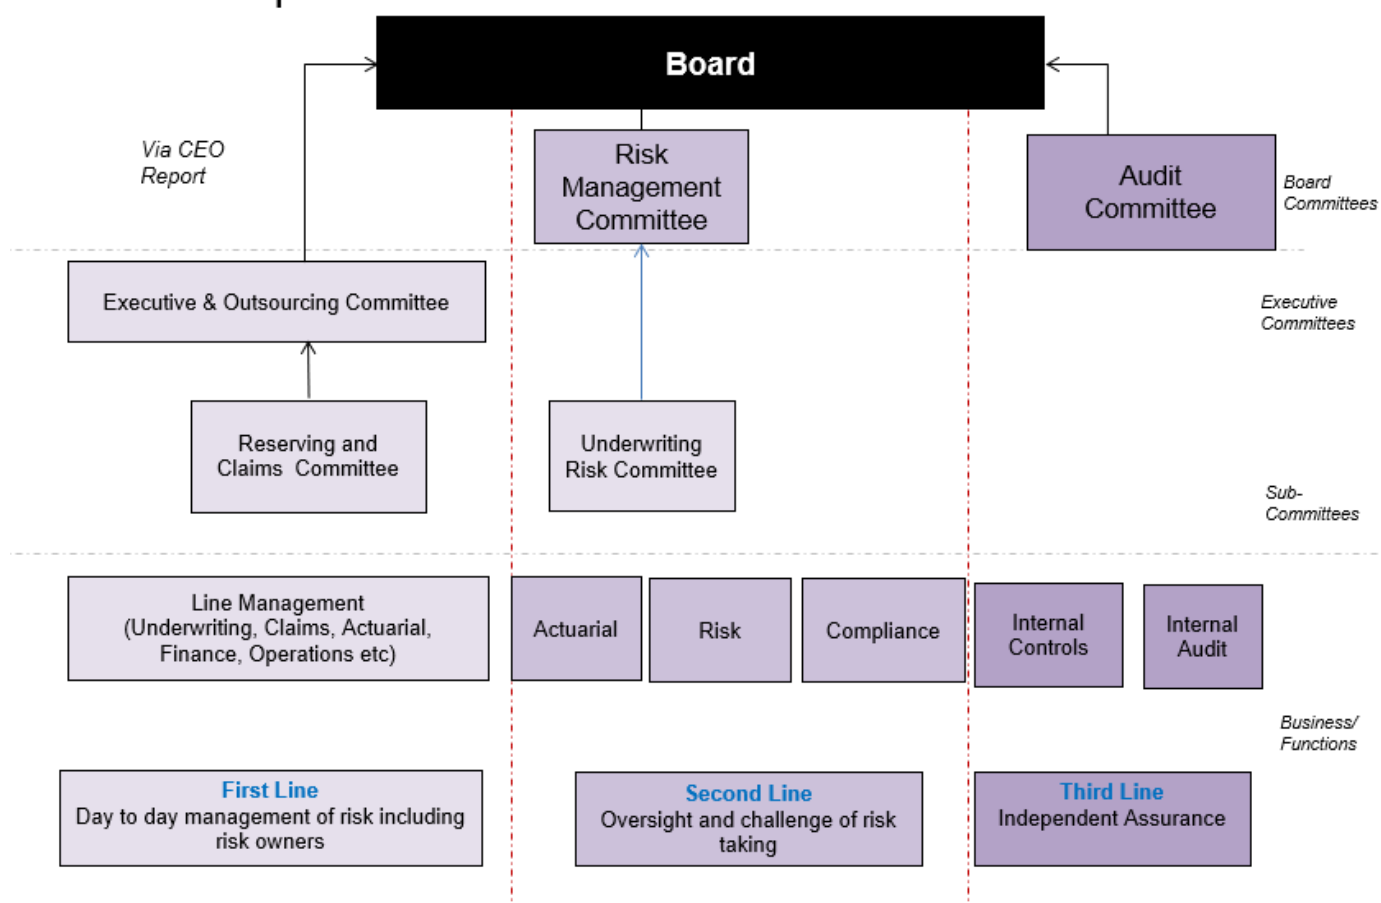 Board
Via CEO
Report
Risk
Management
Committee
Audit
Committee
Board
Committees
Executive & Outsourcing Committee
Executive
Committees
Reserving and
Claims Committee
Underwriting
Risk Committee
Sub-
Committees
Line Management
(Underwriting, Claims, Actuarial,
Finance, Operations etc)
Actuarial
Risk
Compliance
Internal
Controls
Internal
Audit
Business/
Functions
First Line
Day to day management of risk including
risk owners
Second Line
Oversight and challenge of risk
taking
Third Line
Independent Assurance